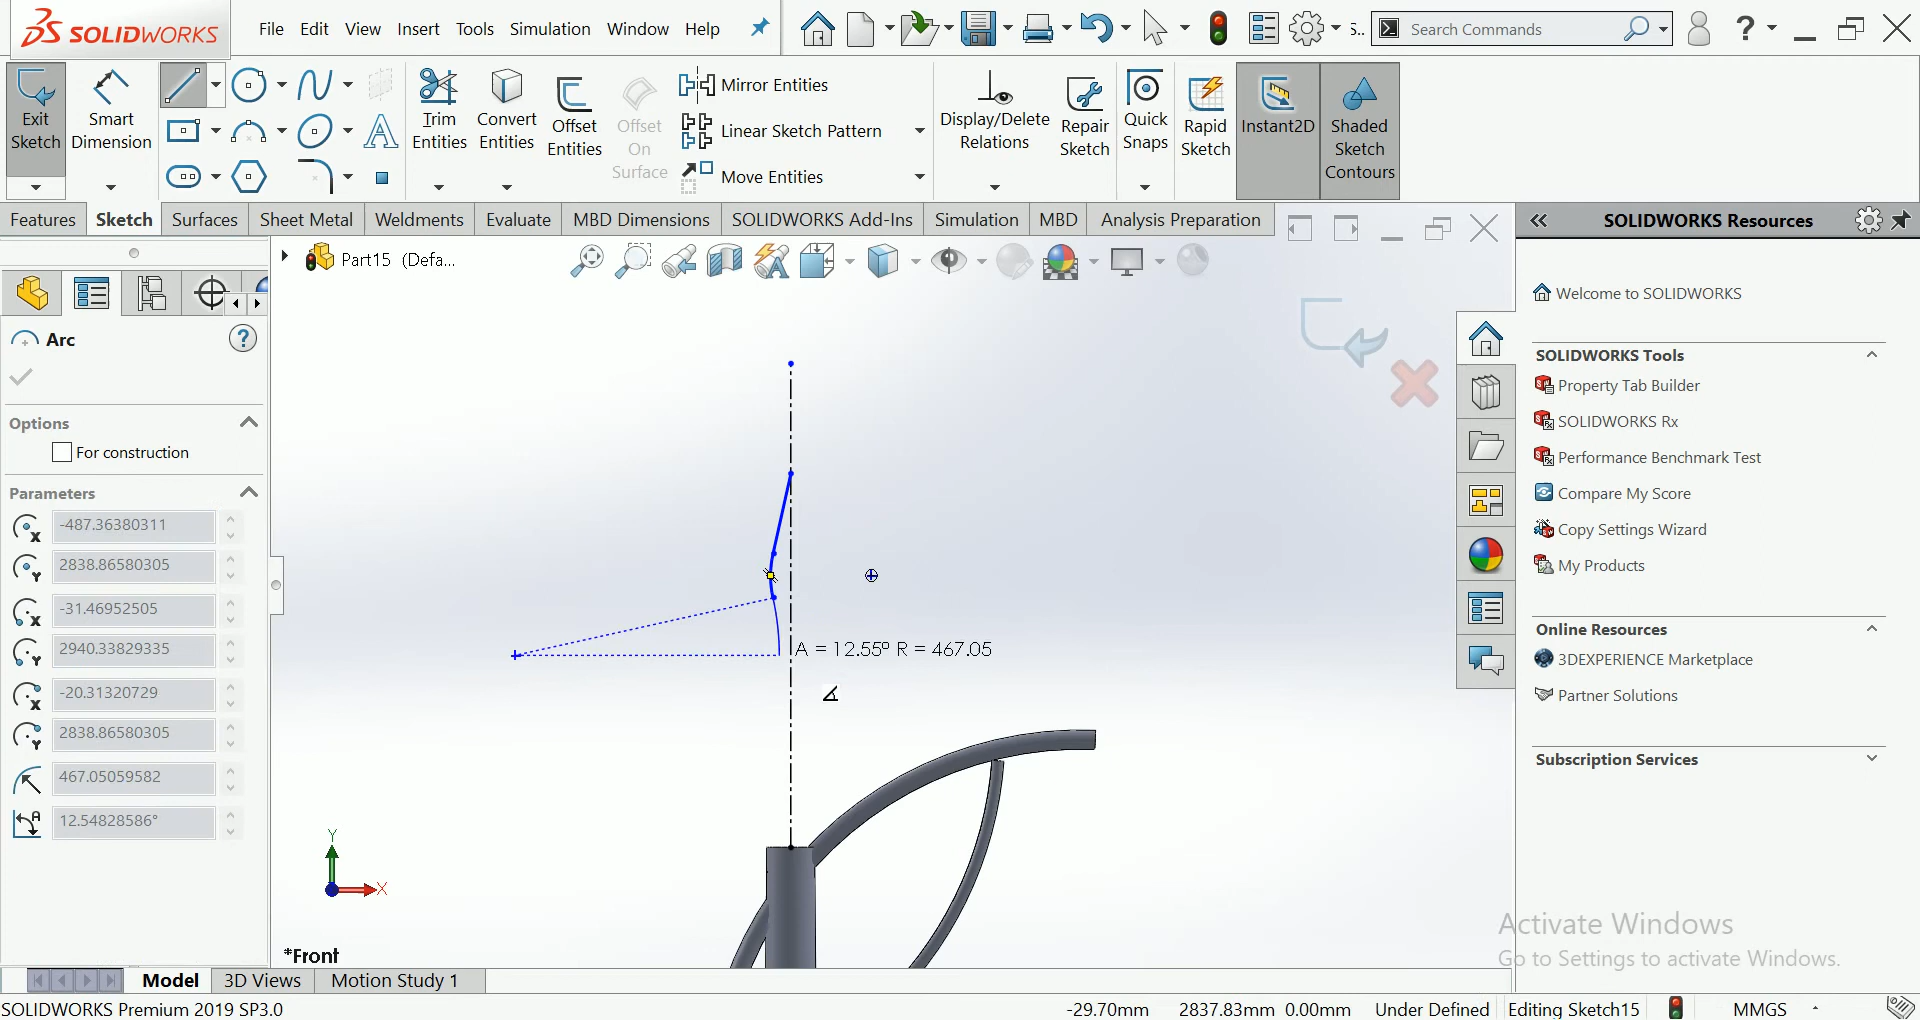 SOLIDWORKS File Edit View Insert Tools Simulation Window Help S.. Search Commands ?
Exit Sketch
Smart Dimension
Trim Entities
Convert Entities
Offset Entities
Offset On Surface
Mirror Entities
Linear Sketch Pattern
Move Entities
Display/Delete Relations
Repair Sketch
Quick Snaps
Rapid Sketch
Instant2D
Shaded Sketch Contours
Features Sketch Surfaces Sheet Metal Weldments Evaluate MBD Dimensions SOLIDWORKS Add-Ins Simulation MBD Analysis Preparation
Part15 (Defa...
Arc
?
Options
For construction
Parameters
-487.36380311
2838.86580305
-31.46952505
2940.33829335
-20.31320729
2838.86580305
467.05059582
12.54828586°
A = 12.55° R = 467.05
Y
X
*Front
SOLIDWORKS Resources
Welcome to SOLIDWORKS
SOLIDWORKS Tools
Property Tab Builder
SOLIDWORKS Rx
Performance Benchmark Test
Compare My Score
Copy Settings Wizard
My Products
Online Resources
3DEXPERIENCE Marketplace
Partner Solutions
Subscription Services
Activate Windows
Go to Settings to activate Windows.
Model 3D Views Motion Study 1
SOLIDWORKS Premium 2019 SP3.0 -29.70mm 2837.83mm 0.00mm Under Defined Editing Sketch15 MMGS